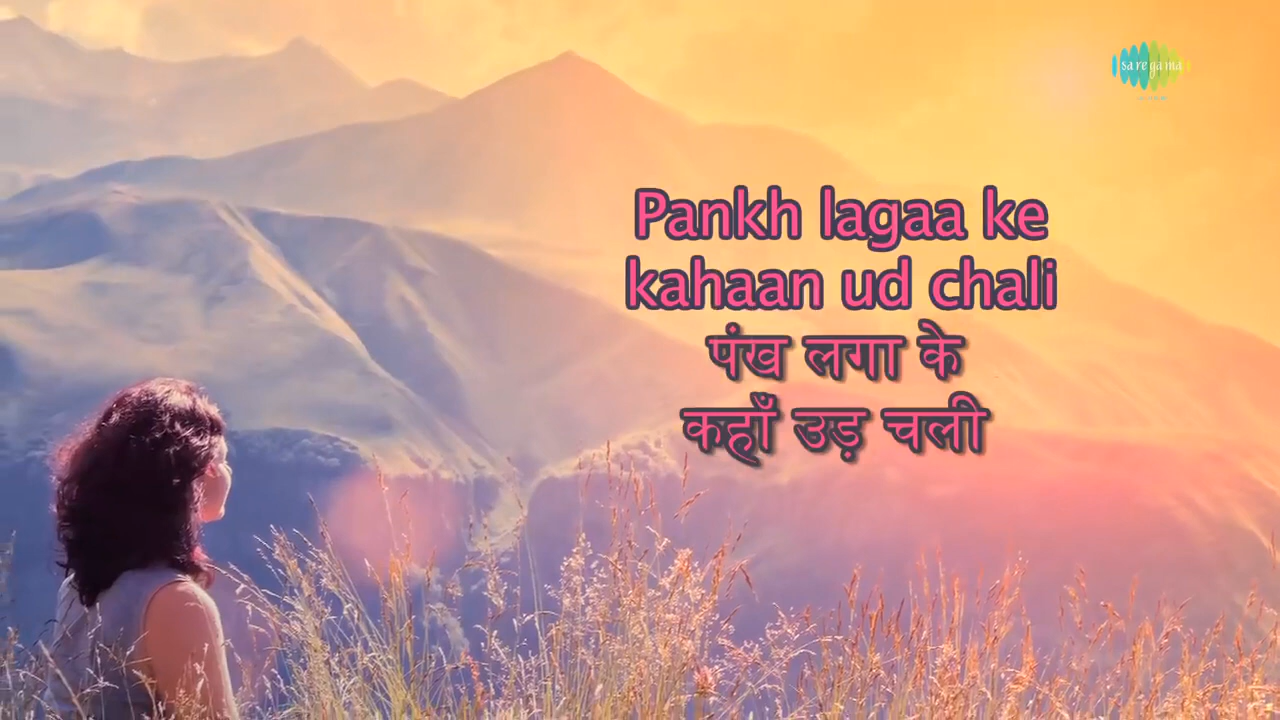 saregama
Pankh lagaa ke
kahaan ud chali
पंख लगा के
कहाँ उड़ चली